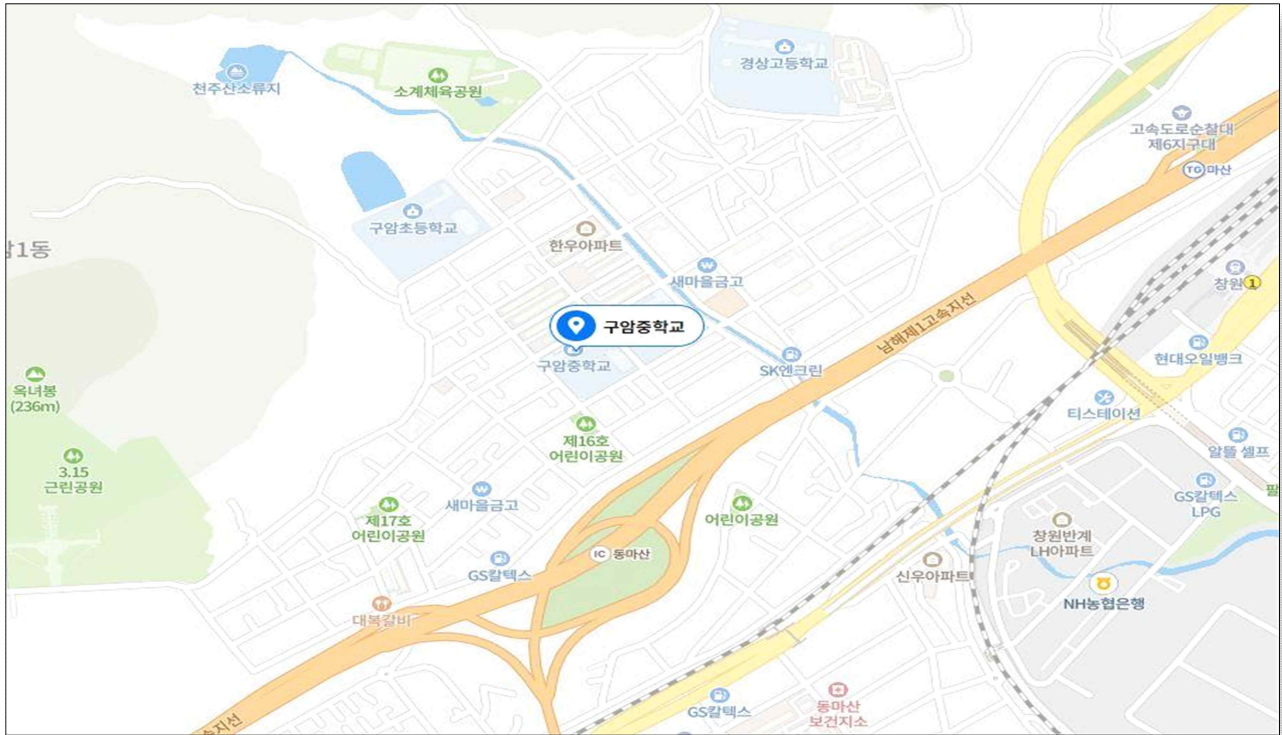 경상고등학교
천주산소류지
소계체육공원
고속도로순찰대
제6지구대
TG 마산
구암초등학교
한우아파트
암1동
새마을금고
창원
1
남해제1고속지선
구암중학교
구암중학교
SK엔크린
현대오일뱅크
옥녀봉
(236m)
티스테이션
제16호
어린이공원
알뜰 셀프
3.15
근린공원
새마을금고
GS칼텍스
LPG
제17호
어린이공원
어린이공원
창원반계
LH아파트
IC 동마산
GS칼텍스
신우아파트
NH농협은행
대복갈비
동마산
보건지소
GS칼텍스
속지선